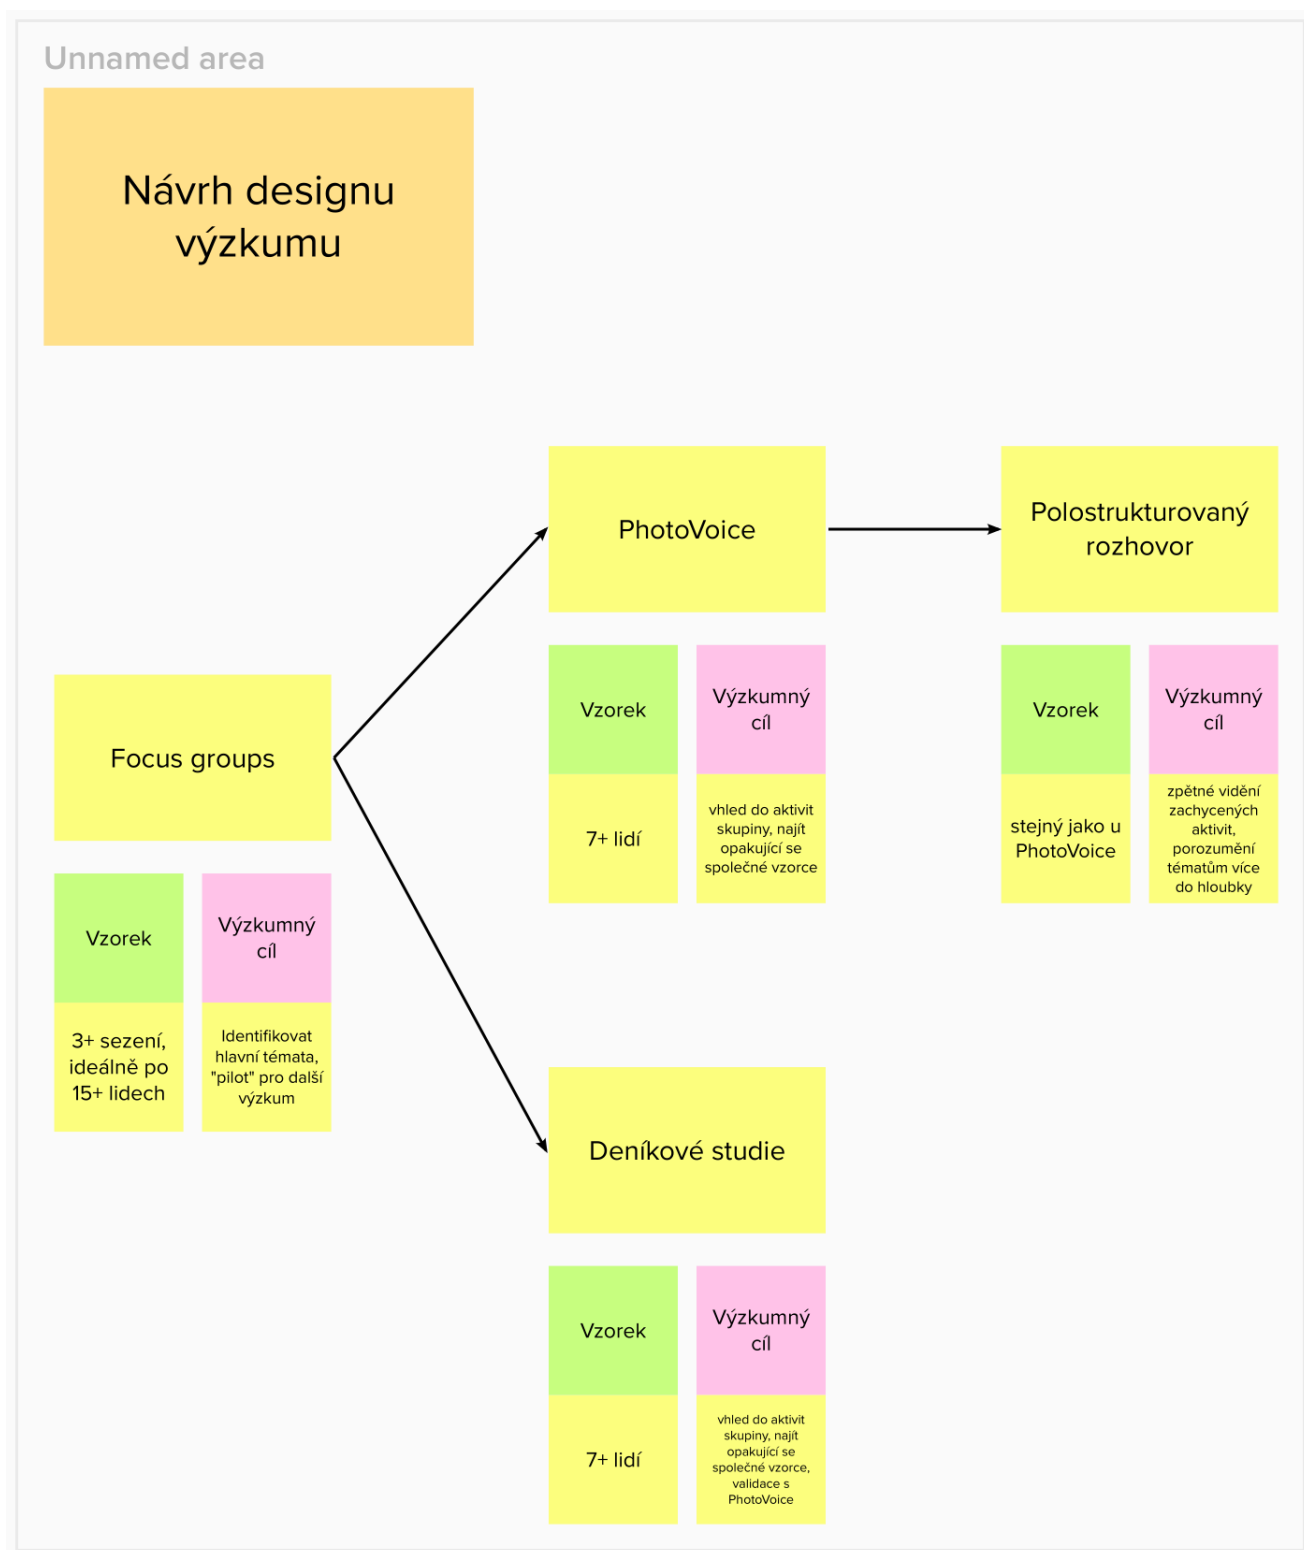 Unnamed area
Návrh designu
výzkumu
PhotoVoice
Polostrukturovaný
rozhovor
Vzorek
Výzkumný
cíl
7+ lidí
vhled do aktivit
skupiny, najít
opakující se
společné vzorce
Vzorek
Výzkumný
cíl
stejný jako u
PhotoVoice
zpětné vidění
zachycených
aktivit,
porozumění
tématům více
do hloubky
Focus groups
Vzorek
Výzkumný
cíl
3+ sezení,
ideálně po
15+ lidech
Identifikovat
hlavní témata,
"pilot" pro další
výzkum
Deníkové studie
Vzorek
Výzkumný
cíl
7+ lidí
vhled do aktivit
skupiny, najít
opakující se
společné vzorce,
validace s
PhotoVoice